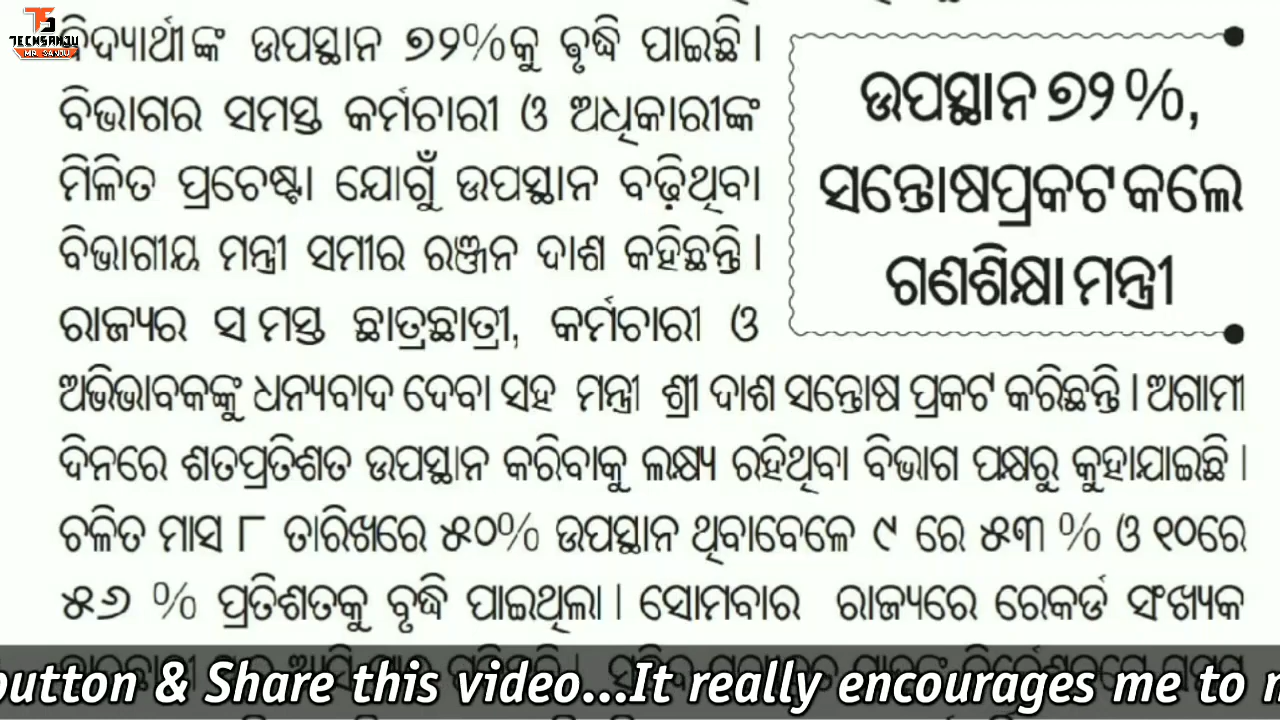 TECHSANJU
MR. SANJU
ବିଦ୍ୟାର୍ଥୀଙ୍କ ଉପସ୍ଥାନ ୭୨%କୁ ବୃଦ୍ଧି ପାଇଛି।
ବିଭାଗର ସମସ୍ତ କର୍ମଚାରୀ ଓ ଅଧିକାରୀଙ୍କ
ମିଳିତ ପ୍ରଚେଷ୍ଟା ଯୋଗୁଁ ଉପସ୍ଥାନ ବଢ଼ିଥିବା
ବିଭାଗୀୟ ମନ୍ତ୍ରୀ ସମୀର ରଞ୍ଜନ ଦାଶ କହିଛନ୍ତି।
ରାଜ୍ୟର ସ ମସ୍ତ ଛାତ୍ରଛାତ୍ରୀ, କର୍ମଚାରୀ ଓ
ଉପସ୍ଥାନ ୭୨%,
ସନ୍ତୋଷପ୍ରକଟ କଲେ
ଗଣଶିକ୍ଷା ମନ୍ତ୍ରୀ
ଅଭିଭାବକଙ୍କୁ ଧନ୍ୟବାଦ ଦେବା ସହ ମନ୍ତ୍ରୀ ଶ୍ରୀ ଦାଶ ସନ୍ତୋଷ ପ୍ରକଟ କରିଛନ୍ତି । ଅଗାମୀ
ଦିନରେ ଶତପ୍ରତିଶତ ଉପସ୍ଥାନ କରିବାକୁ ଲକ୍ଷ୍ୟ ରହିଥିବା ବିଭାଗ ପକ୍ଷରୁ କୁହାଯାଇଛି ।
ଚଳିତ ମାସ ୮ ତାରିଖରେ ୫୦% ଉପସ୍ଥାନ ଥିବାବେଳେ ୯ ରେ ୫୩ % ଓ ୧୦ରେ
୫୬ % ପ୍ରତିଶତକୁ ବୃଦ୍ଧି ପାଇଥିଲା । ସୋମବାର ରାଜ୍ୟରେ ରେକର୍ଡ ସଂଖ୍ୟକ
button & Share this video...It really encourages me to